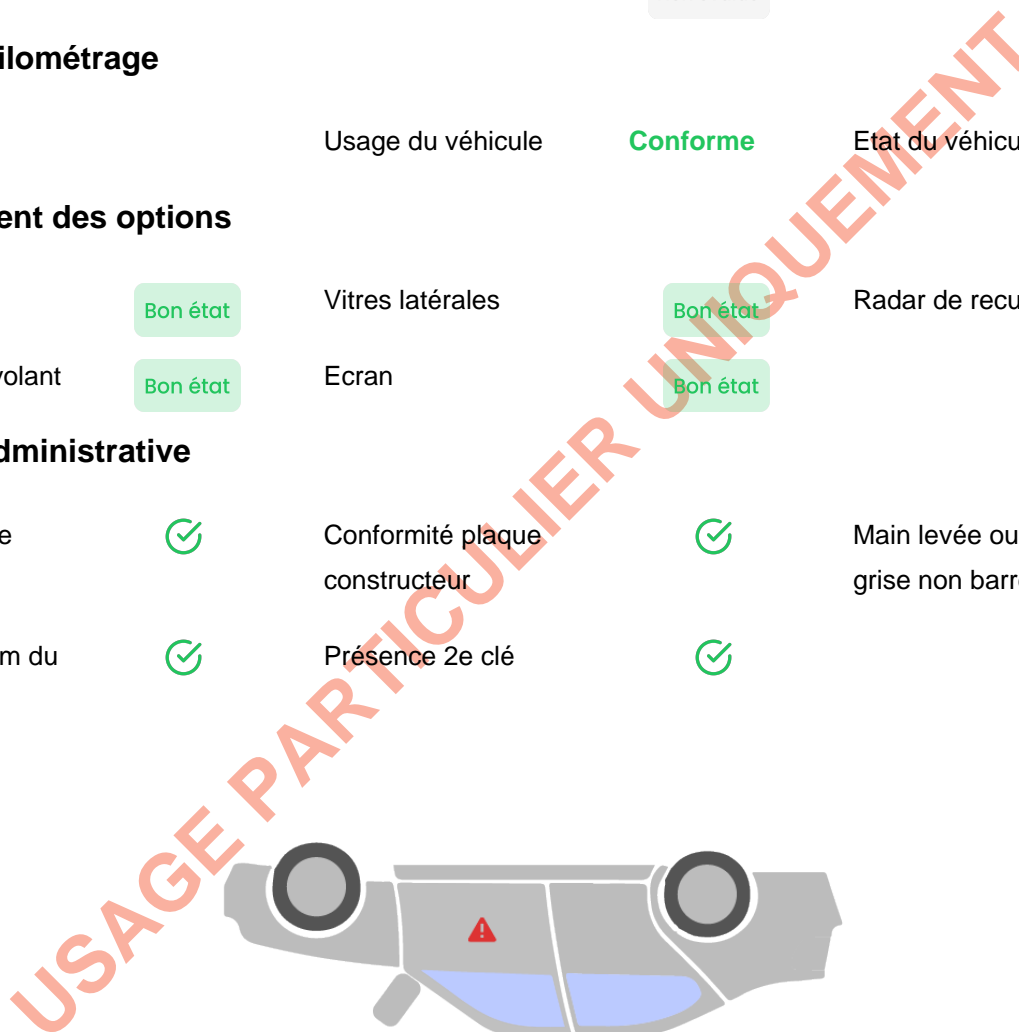 ilométrage
Usage du véhicule Conforme Etat du véhicu
ent des options
Bon état Vitres latérales Bon état Radar de recu
volant Bon état Ecran Bon état
dministrative
e Conformité plaque Main levée ou
constructeur grise non barr
m du Présence 2e clé
USAGE PARTICULIER UNIQUEMENT